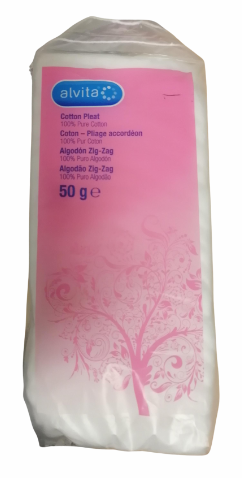 alvita
Cotton Pleat
100% Pure Cotton
Coton – Pliage accordéon
100% Pur Coton
Algodón Zig-Zag
100% Puro Algodón
Algodão Zig-Zag
100% Puro Algodão
50 g ℮